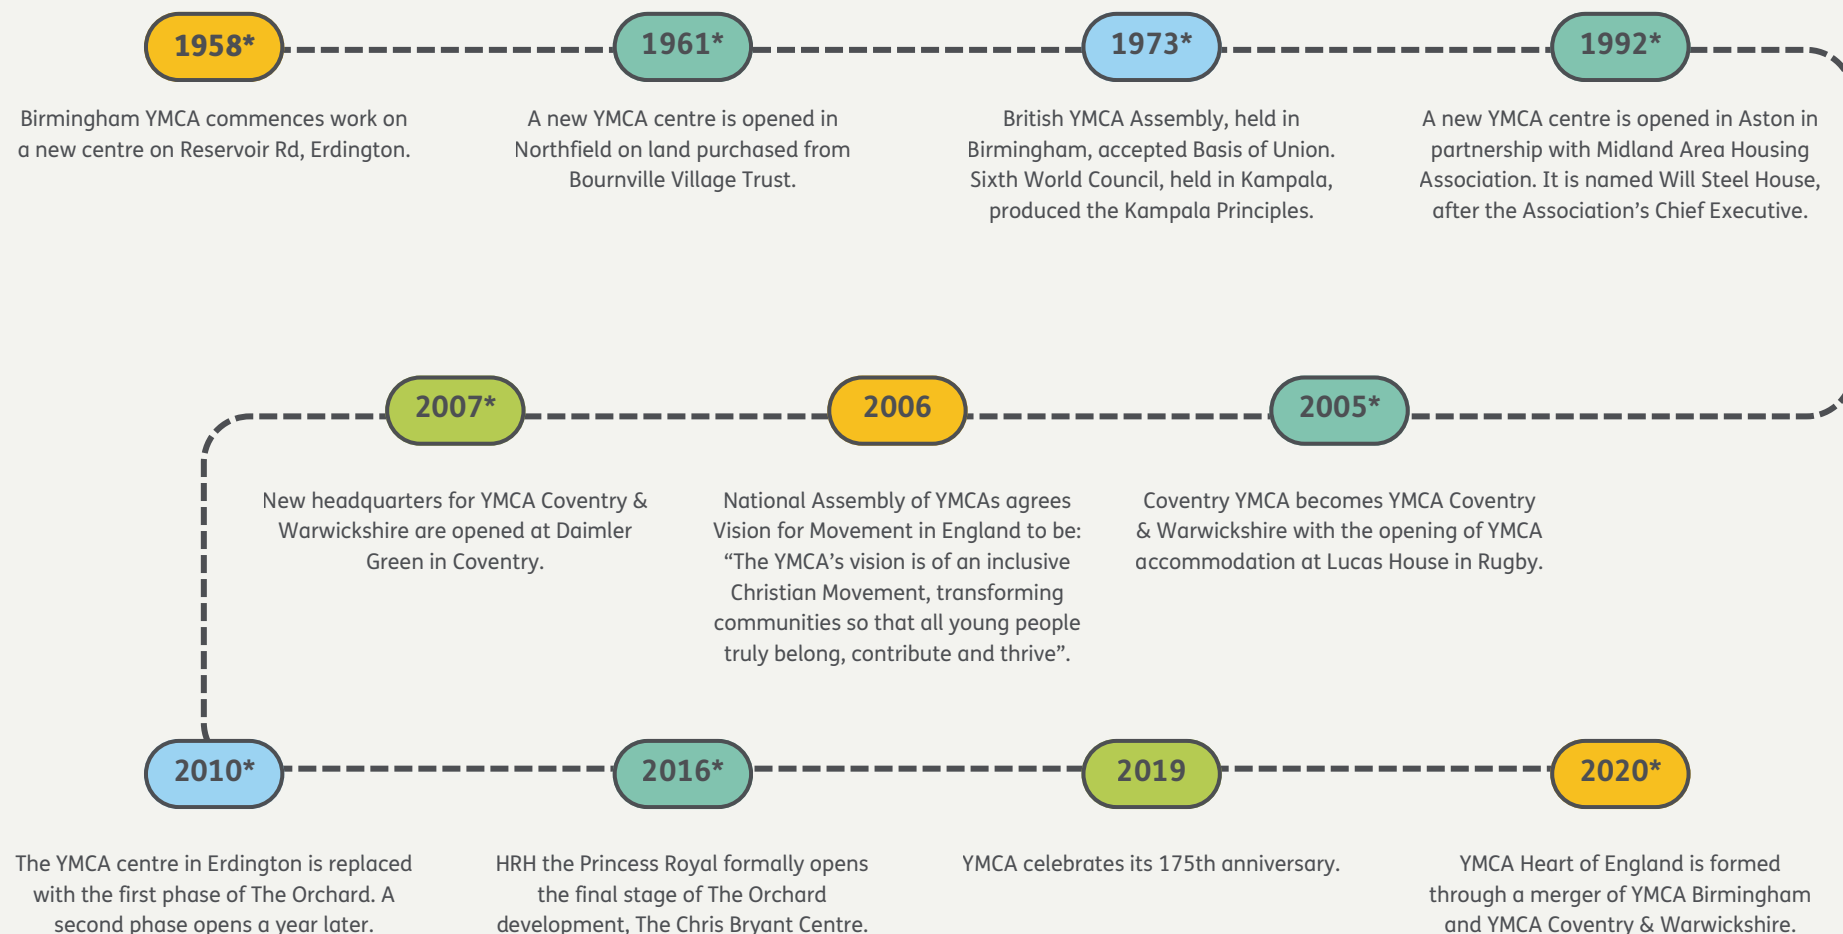 1958*
Birmingham YMCA commences work on
a new centre on Reservoir Rd, Erdington.
1961*
A new YMCA centre is opened in
Northfield on land purchased from
Bournville Village Trust.
1973*
British YMCA Assembly, held in
Birmingham, accepted Basis of Union.
Sixth World Council, held in Kampala,
produced the Kampala Principles.
1992*
A new YMCA centre is opened in Aston in
partnership with Midland Area Housing
Association. It is named Will Steel House,
after the Association’s Chief Executive.
2005*
Coventry YMCA becomes YMCA Coventry
& Warwickshire with the opening of YMCA
accommodation at Lucas House in Rugby.
2006
National Assembly of YMCAs agrees
Vision for Movement in England to be:
“The YMCA’s vision is of an inclusive
Christian Movement, transforming
communities so that all young people
truly belong, contribute and thrive”.
2007*
New headquarters for YMCA Coventry &
Warwickshire are opened at Daimler
Green in Coventry.
2010*
The YMCA centre in Erdington is replaced
with the first phase of The Orchard. A
second phase opens a year later.
2016*
HRH the Princess Royal formally opens
the final stage of The Orchard
development, The Chris Bryant Centre.
2019
YMCA celebrates its 175th anniversary.
2020*
YMCA Heart of England is formed
through a merger of YMCA Birmingham
and YMCA Coventry & Warwickshire.